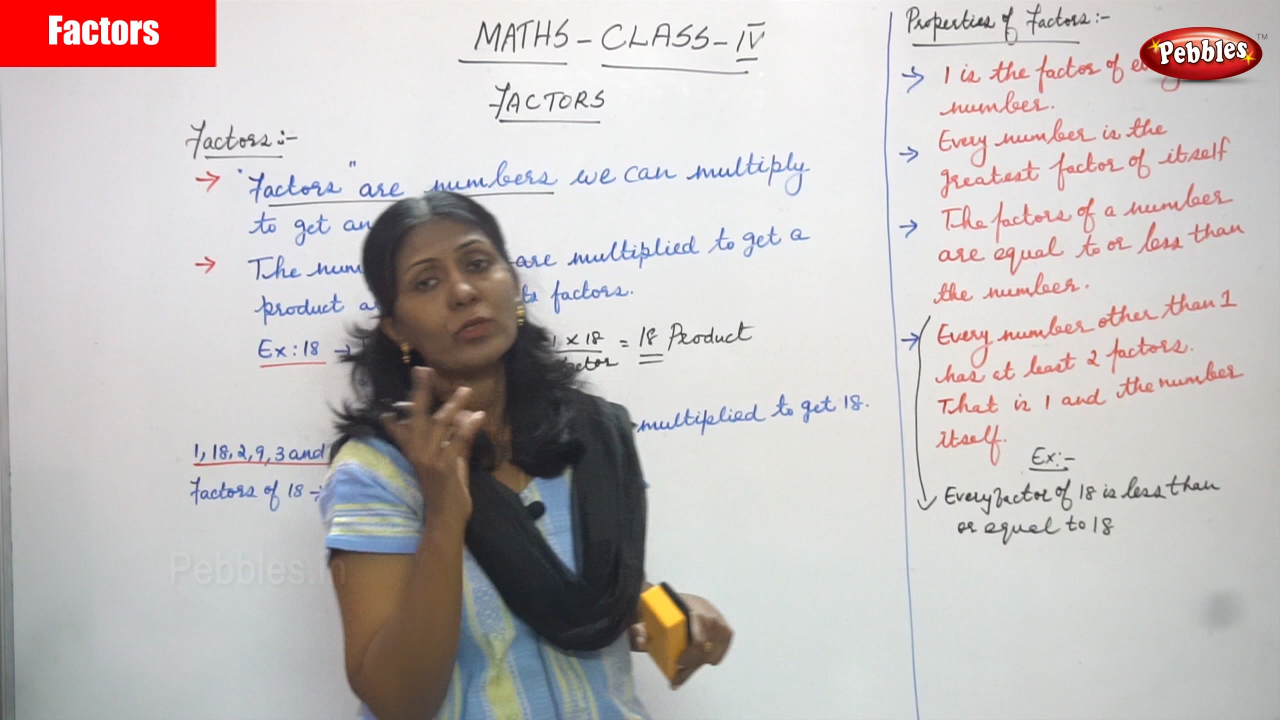 Factors
MATHS - CLASS - IV
FACTORS
Factors :-
→ "Factors" are numbers we can multiply
to get an
→ The are multiplied to get a
product factors.
Ex: 18 → 1 x 18 = 18 Product
multiplied to get 18.
1, 18, 2, 9, 3 and
Factors of 18 -:
Pebbles.in
Properties of Factors :-
Pebbles TM
→ 1 is the factor of
number.
→ Every number is the
greatest factor of itself
→ The factors of a number
are equal to or less than
the number.
→ Every number other than 1
has at least 2 factors.
That is 1 and the number
itself.
Ex :-
Every factor of 18 is less than
or equal to 18